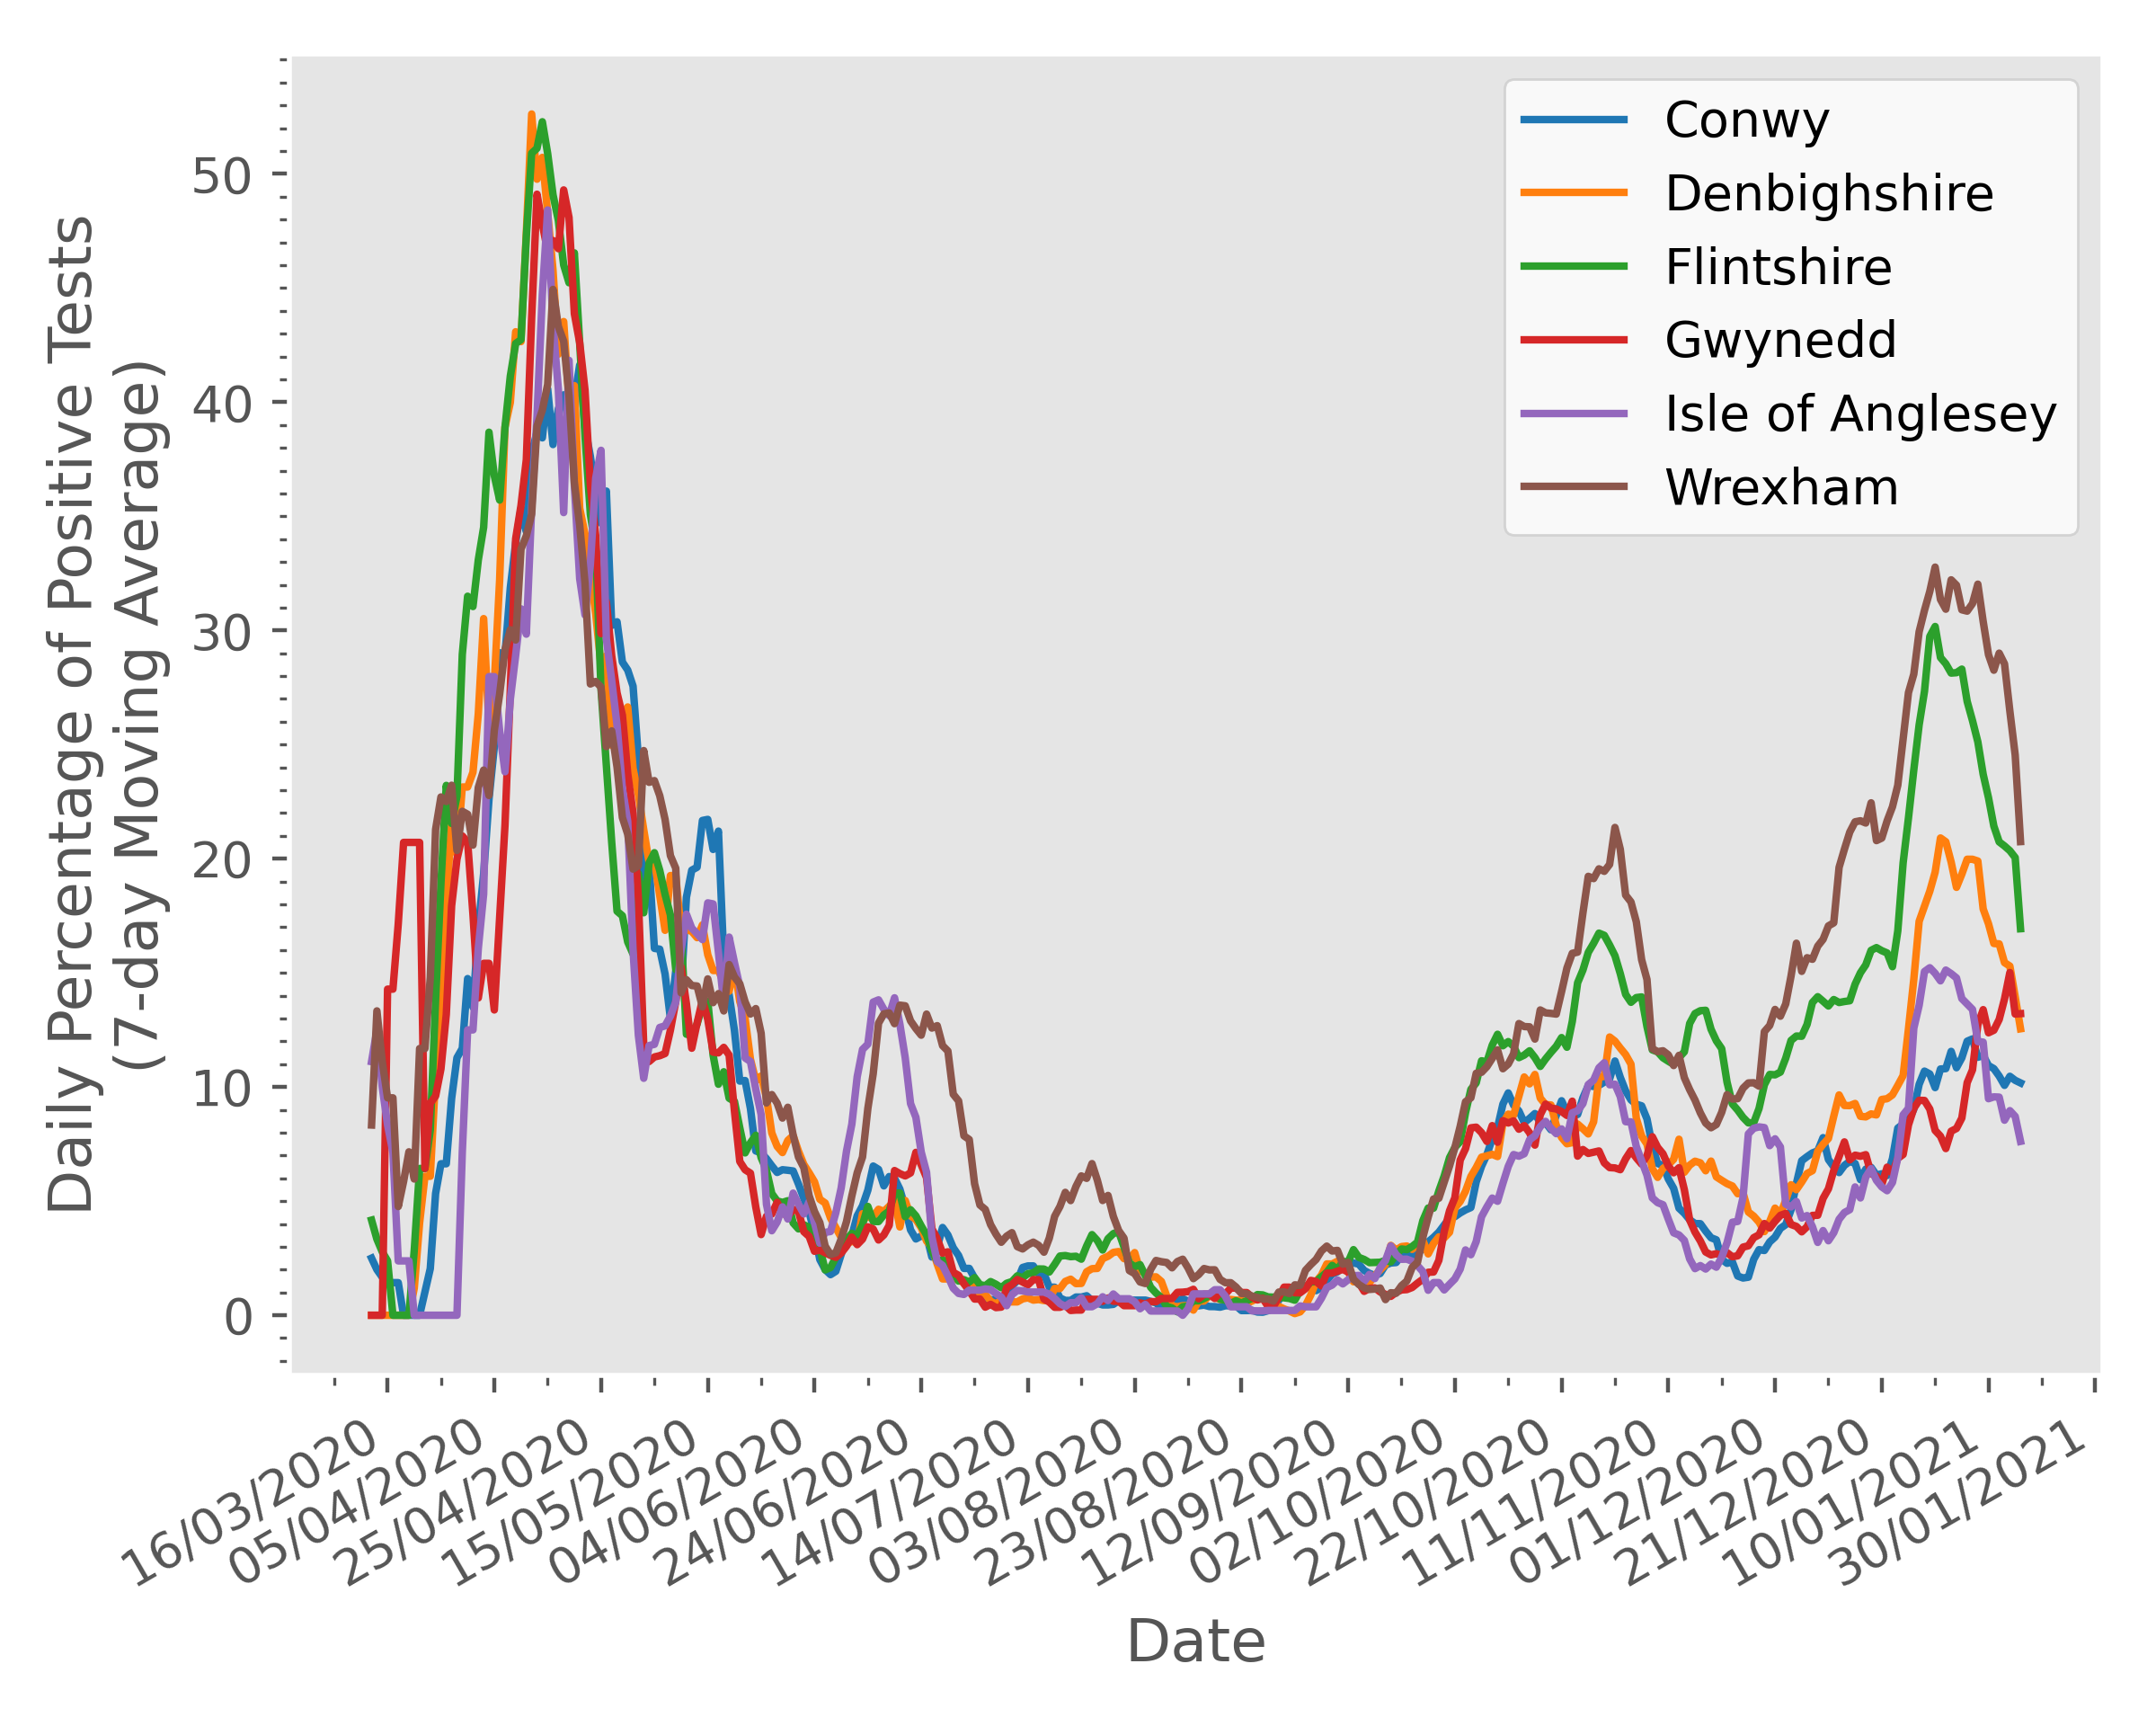 Daily Percentage of Positive Tests
(7-day Moving Average)
50
40
30
20
10
0
Conwy
Denbighshire
Flintshire
Gwynedd
Isle of Anglesey
Wrexham
16/03/2020
05/04/2020
25/04/2020
15/05/2020
04/06/2020
24/06/2020
14/07/2020
03/08/2020
23/08/2020
12/09/2020
02/10/2020
22/10/2020
11/11/2020
01/12/2020
21/12/2020
10/01/2021
30/01/2021
Date